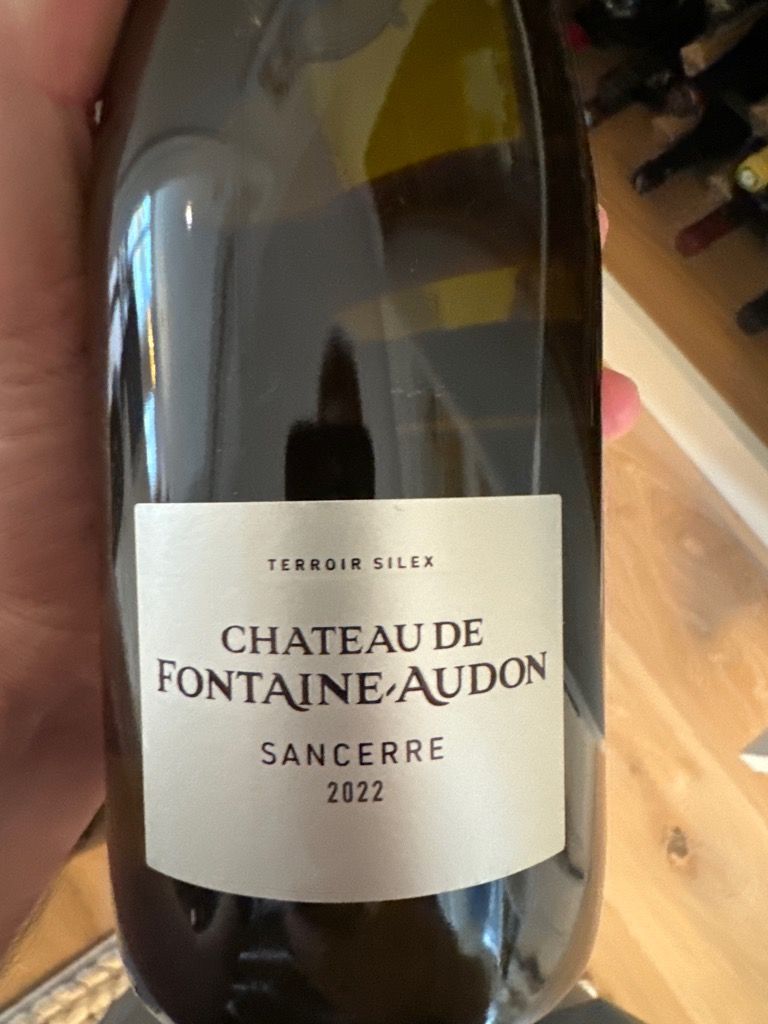 TERROIR SILEX
CHATEAU DE
FONTAINE-AUDON
SANCERRE
2022